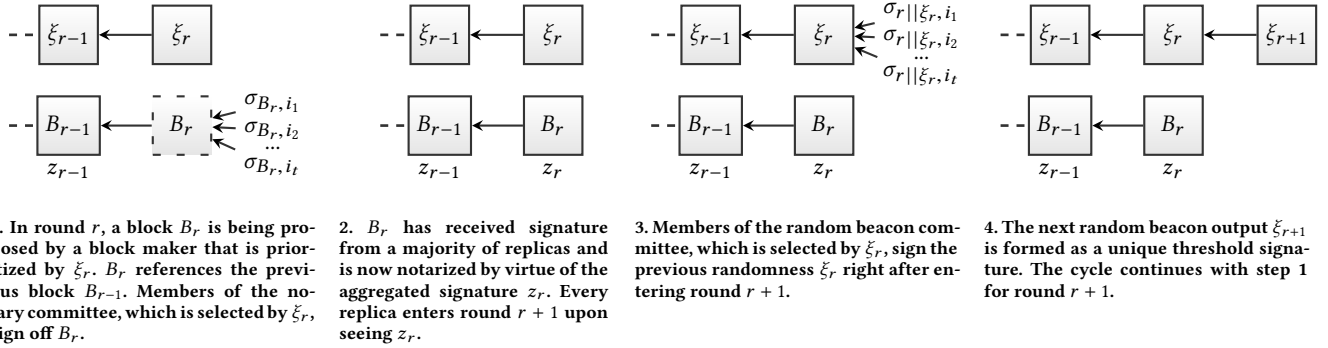 ξr−1 ξr
Br−1 Br σBr,i1
σBr,i2
...
σBr,it
zr−1
. In round r, a block Br is being pro-
osed by a block maker that is prior-
tized by ξr. Br references the previ-
us block Br−1. Members of the no-
ary committee, which is selected by ξr,
ign off Br.
ξr−1 ξr
Br−1 Br
zr−1 zr
2. Br has received signature
from a majority of replicas and
is now notarized by virtue of the
aggregated signature zr. Every
replica enters round r + 1 upon
seeing zr.
ξr−1 ξr σr||ξr,i1
σr||ξr,i2
...
σr||ξr,it
Br−1 Br
zr−1 zr
3. Members of the random beacon com-
mittee, which is selected by ξr, sign the
previous randomness ξr right after en-
tering round r + 1.
ξr−1 ξr ξr+1
Br−1 Br
zr−1 zr
4. The next random beacon output ξr+1
is formed as a unique threshold signa-
ture. The cycle continues with step 1
for round r + 1.